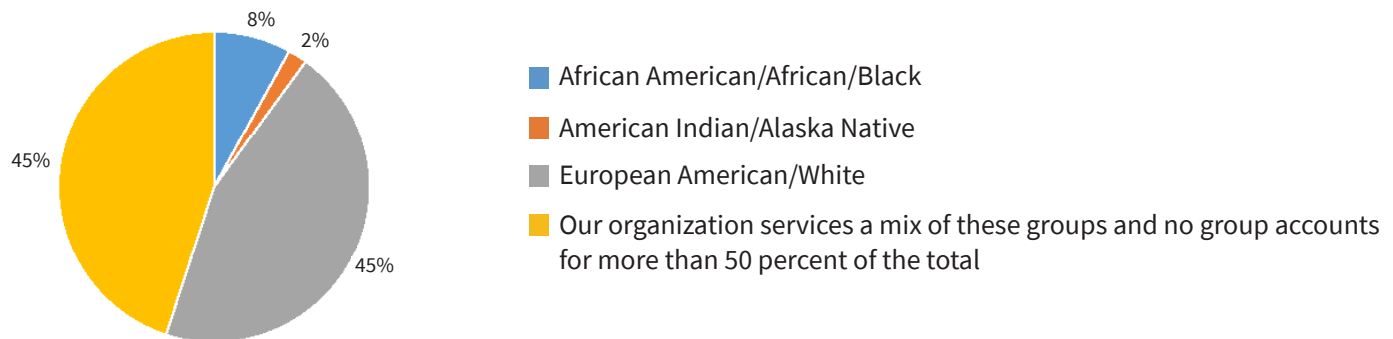 8%
2%
45%
45%
African American/African/Black
American Indian/Alaska Native
European American/White
Our organization services a mix of these groups and no group accounts
for more than 50 percent of the total